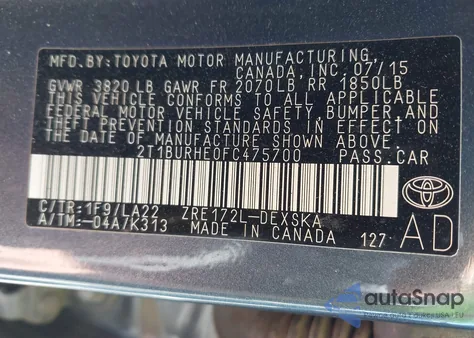 MFD.BY:TOYOTA MOTOR MANUFACTURING,
CANADA,INC.07/15
GVWR 3820 LB GAWR FR 2070LB RR 1850LB
THIS VEHICLE CONFORMS TO ALL APPLICABLE
FEDERAL MOTOR VEHICLE SAFETY,BUMPER,AND
THEFT PREVENTION STANDARDS IN EFFECT ON
THE DATE OF MANUFACTURE SHOWN ABOVE.
2T1BURHE0FC475700 PASS.CAR
C/TR:1F9/LA22 ZRE172L-DEXSKA
A/TM:-04A/K313 MADE IN CANADA 127
AD
autoSnap